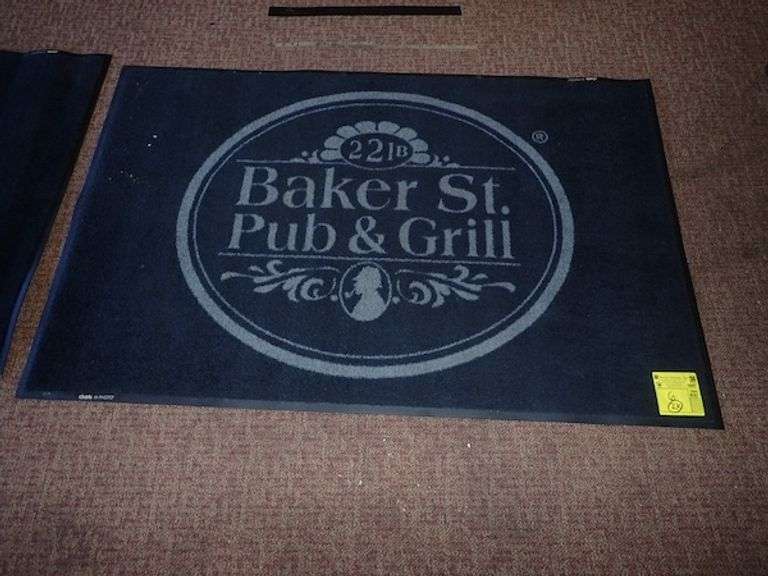 221B
Baker St.
Pub & Grill
®